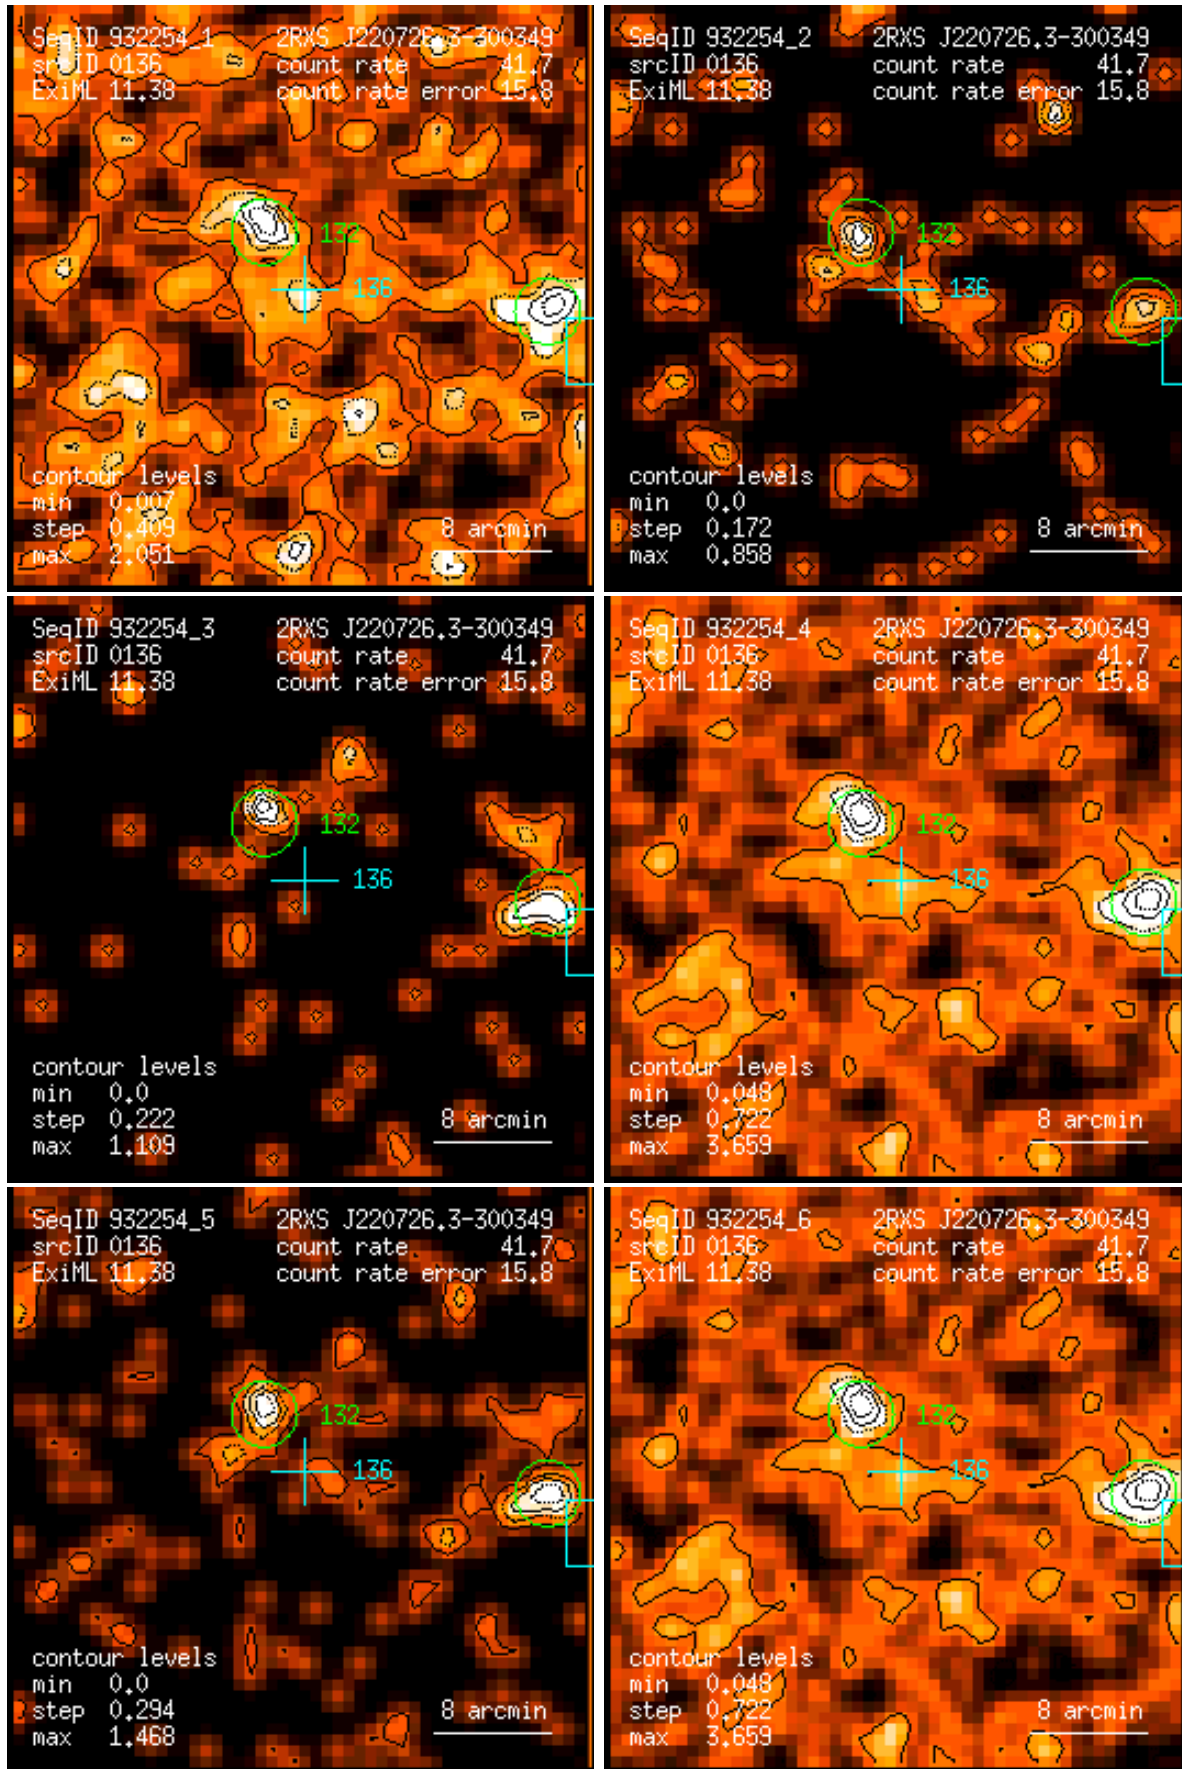 SeqID 932254_1 2RXS J220726.3-300349
srcID 0136 count rate 41.7
ExiML 11.38 count rate error 15.8
132
136
contour levels
min 0.007
step 0.409 8 arcmin
max 2.051
SeqID 932254_2 2RXS J220726.3-300349
srcID 0136 count rate 41.7
ExiML 11.38 count rate error 15.8
132
136
contour levels
min 0.0
step 0.172 8 arcmin
max 0.858
SeqID 932254_3 2RXS J220726.3-300349
srcID 0136 count rate 41.7
ExiML 11.38 count rate error 15.8
132
136
contour levels
min 0.0
step 0.222 8 arcmin
max 1.109
SeqID 932254_4 2RXS J220726.3-300349
srcID 0136 count rate 41.7
ExiML 11.38 count rate error 15.8
132
136
contour levels
min 0.048
step 0.722 8 arcmin
max 3.659
SeqID 932254_5 2RXS J220726.3-300349
srcID 0136 count rate 41.7
ExiML 11.38 count rate error 15.8
132
136
contour levels
min 0.0
step 0.294 8 arcmin
max 1.468
SeqID 932254_6 2RXS J220726.3-300349
srcID 0136 count rate 41.7
ExiML 11.38 count rate error 15.8
132
136
contour levels
min 0.048
step 0.722 8 arcmin
max 3.659